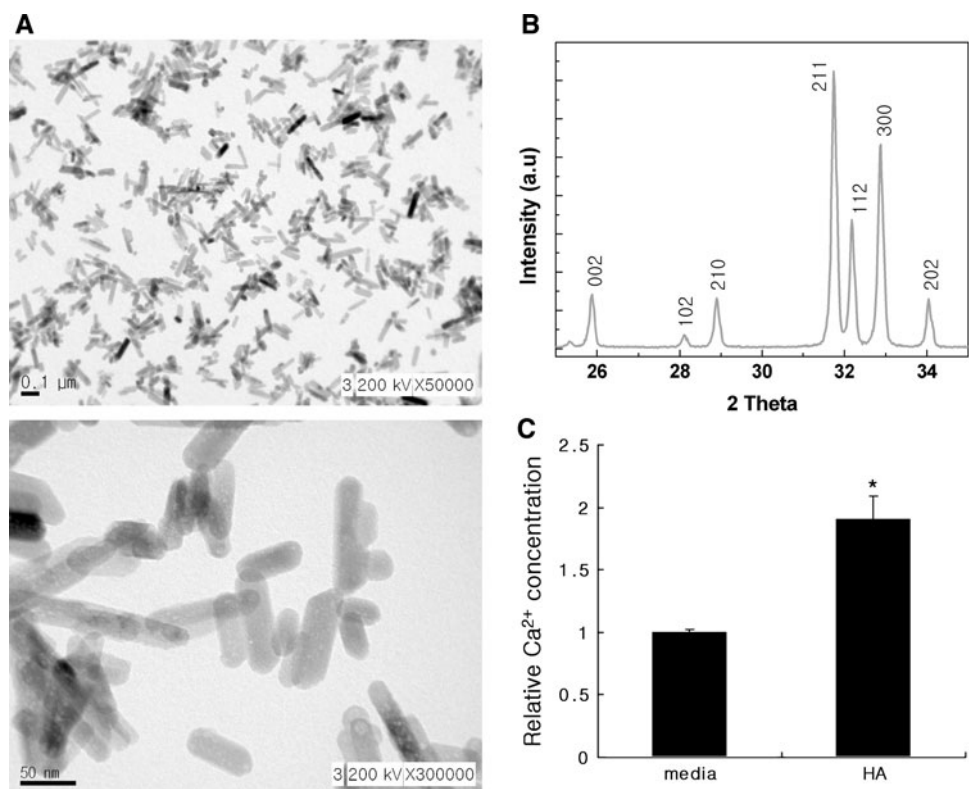 A
0.1 µm
3 200 kV X50000
50 nm
3 200 kV X300000
B
Intensity (a.u)
002
102
210
211
112
300
202
26 28 30 32 34
2 Theta
C
Relative Ca²⁺ concentration
2.5
2
1.5
1
0.5
0
*
media HA